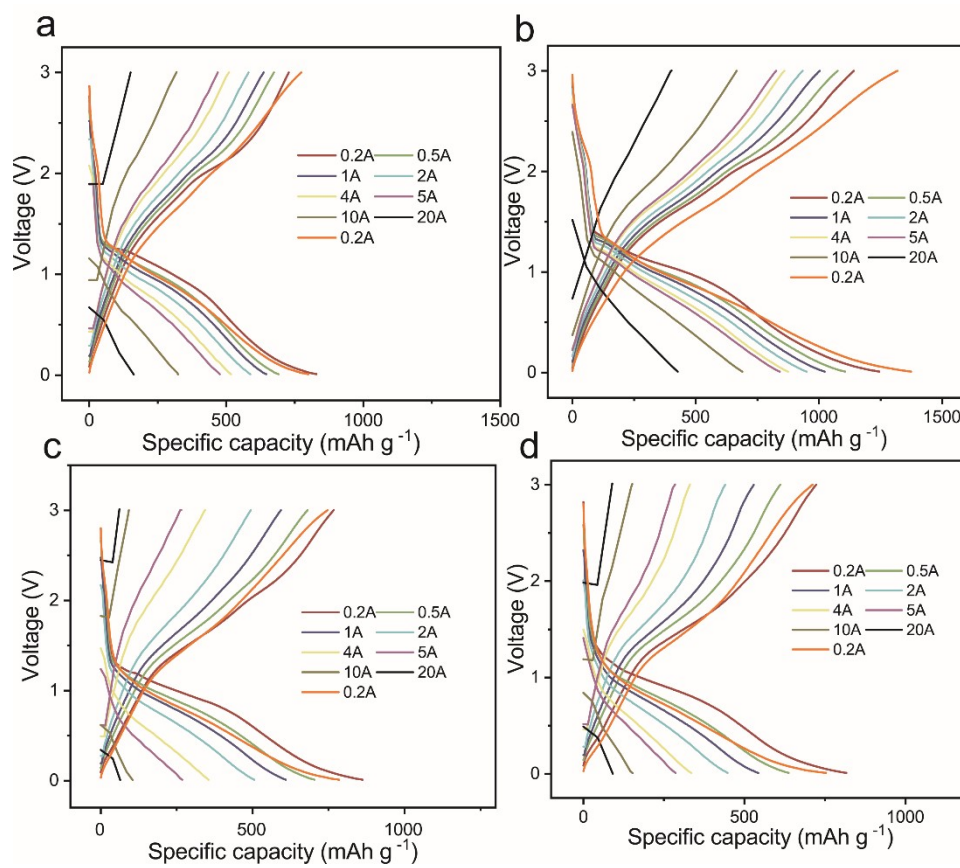 a
3
2
1
0
Voltage (V)
0.2A 0.5A
1A 2A
4A 5A
10A 20A
0.2A
0 500 1000 1500
Specific capacity (mAh g⁻¹)
b
3
2
1
0
Voltage (V)
0.2A 0.5A
1A 2A
4A 5A
10A 20A
0.2A
0 500 1000 1500
Specific capacity (mAh g⁻¹)
c
3
2
1
0
Voltage (V)
0.2A 0.5A
1A 2A
4A 5A
10A 20A
0.2A
0 500 1000
Specific capacity (mAh g⁻¹)
d
3
2
1
0
Voltage (V)
0.2A 0.5A
1A 2A
4A 5A
10A 20A
0.2A
0 500 1000
Specific capacity (mAh g⁻¹)